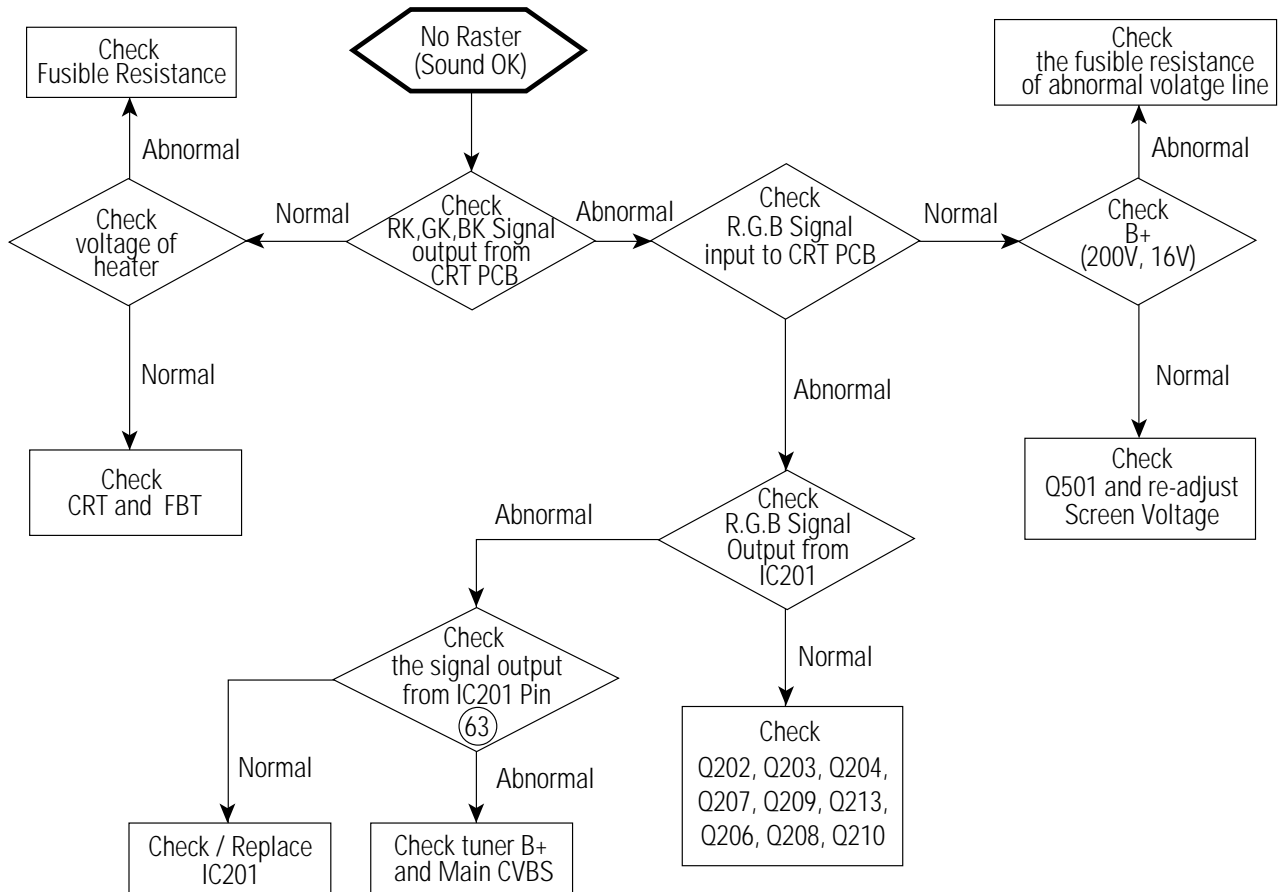 No Raster
(Sound OK)
Check
Fusible Resistance
Check
the fusible resistance
of abnormal volatge line
Abnormal
Abnormal
Check
voltage of
heater
Normal
Check
RK,GK,BK Signal
output from
CRT PCB
Abnormal
Check
R.G.B Signal
input to CRT PCB
Normal
Check
B+
(200V, 16V)
Normal
Abnormal
Normal
Check
CRT and FBT
Check
Q501 and re-adjust
Screen Voltage
Abnormal
Check
R.G.B Signal
Output from
IC201
Check
the signal output
from IC201 Pin
63
Normal
Normal
Abnormal
Check
Q202, Q203, Q204,
Q207, Q209, Q213,
Q206, Q208, Q210
Check / Replace
IC201
Check tuner B+
and Main CVBS